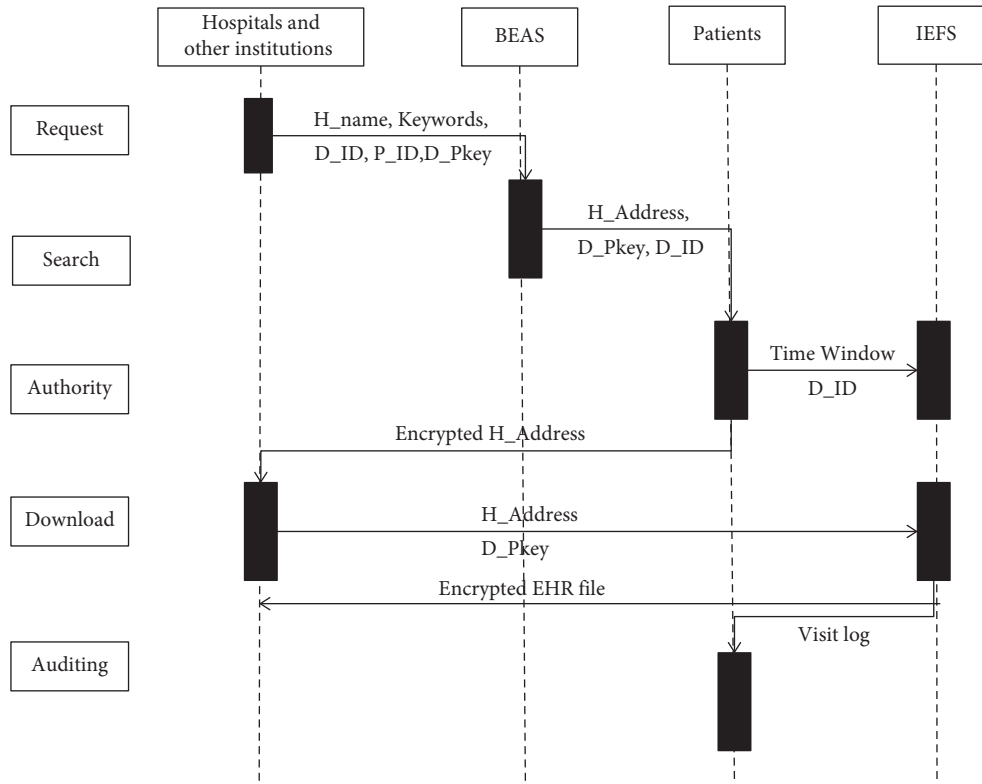 Hospitals and
other institutions
BEAS
Patients
IEFS
Request
H_name, Keywords,
D_ID, P_ID,D_Pkey
Search
H_Address,
D_Pkey, D_ID
Authority
Time Window
D_ID
Encrypted H_Address
Download
H_Address
D_Pkey
Encrypted EHR file
Visit log
Auditing